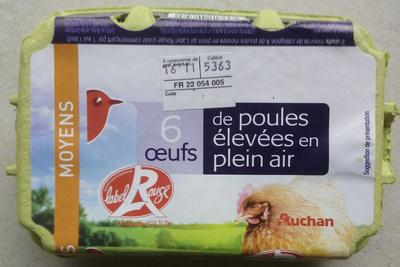 À consommer de
Calibre
16 11
5363
FR 22 054 005
Code
MOYENS
6
œufs
de poules
élevées en
plein air
Suggestion de présentation
label
Rouge
Auchan